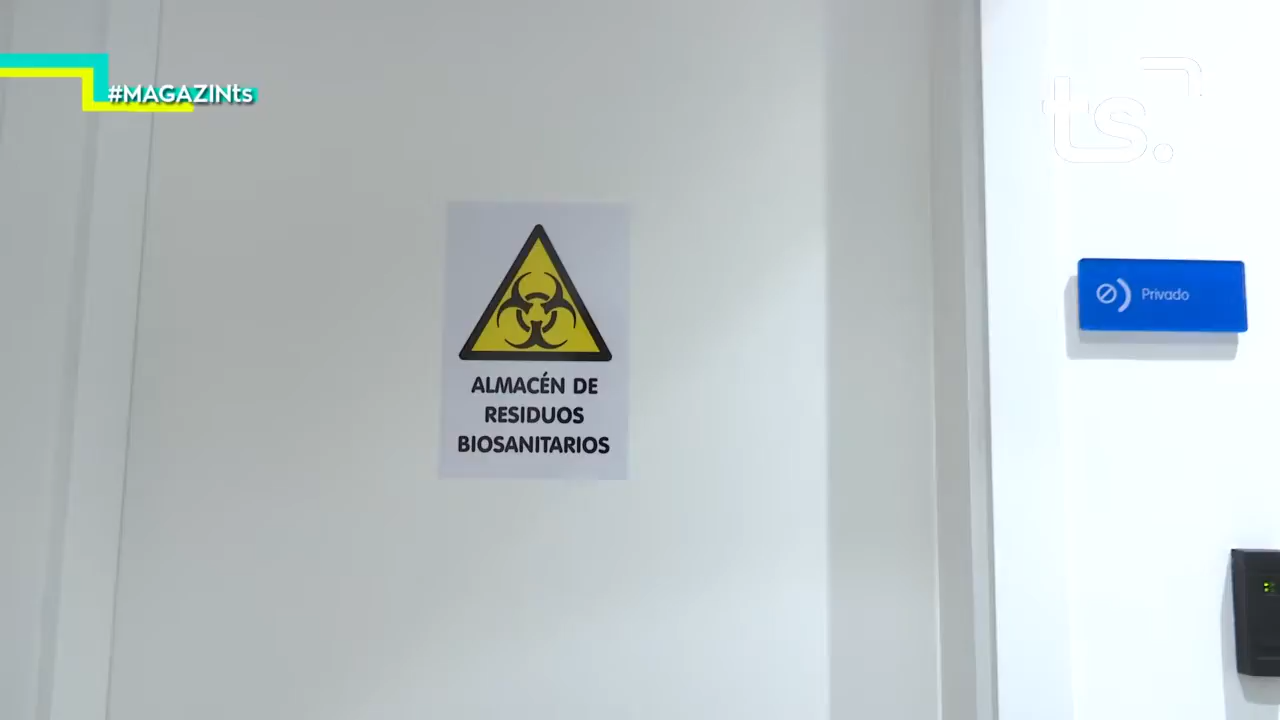 #MAGAZINts
ts.
Privado
ALMACÉN DE
RESIDUOS
BIOSANITARIOS